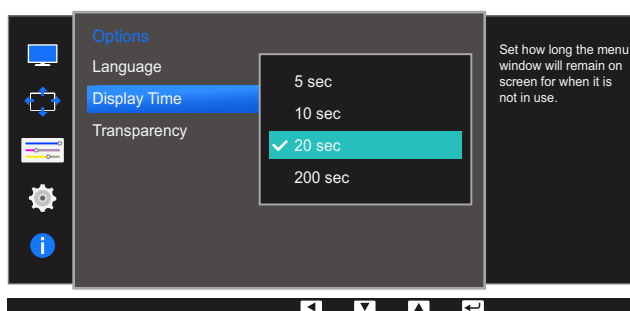 Options
Language
Display Time
Transparency
5 sec
10 sec
20 sec
200 sec
Set how long the menu
window will remain on
screen for when it is
not in use.